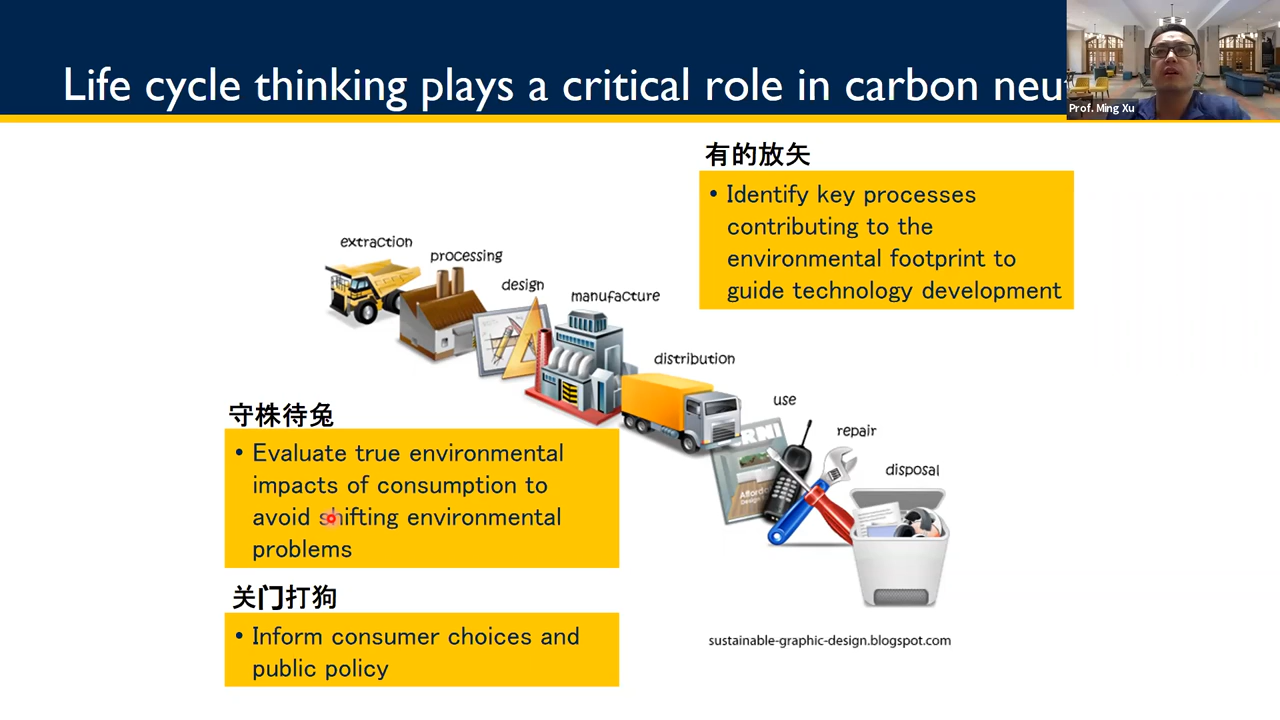 Life cycle thinking plays a critical role in carbon neu
Prof. Ming Xu
有的放矢
• Identify key processes
contributing to the
environmental footprint to
guide technology development
extraction
processing
design
manufacture
distribution
use
repair
disposal
守株待兔
• Evaluate true environmental
impacts of consumption to
avoid shifting environmental
problems
关门打狗
• Inform consumer choices and
public policy
sustainable-graphic-design.blogspot.com